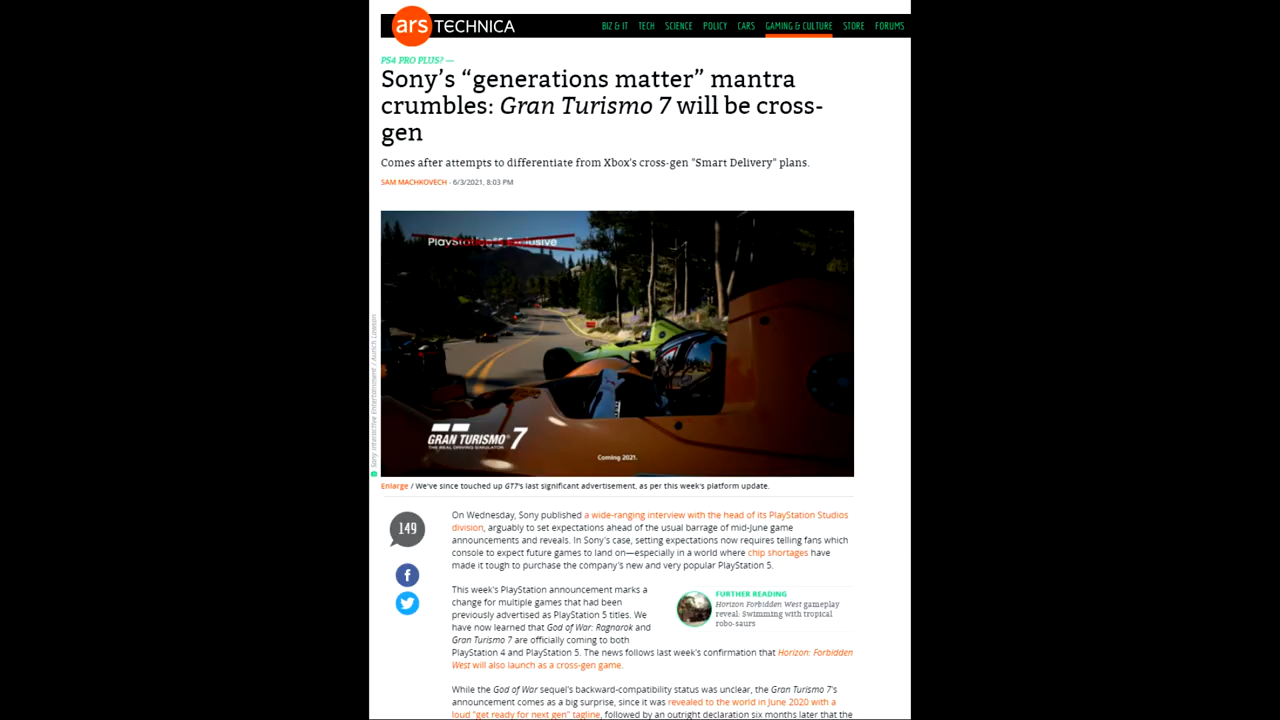 ars TECHNICA
BIZ & IT TECH SCIENCE POLICY CARS GAMING & CULTURE STORE FORUMS
PS4 PRO PLUS? —
Sony's “generations matter” mantra
crumbles: Gran Turismo 7 will be cross-
gen
Comes after attempts to differentiate from Xbox's cross-gen "Smart Delivery" plans.
SAM MACHKOVECH - 6/3/2021, 8:03 PM
PlayStation®5 Exclusive
GRAN TURISMO 7
THE REAL DRIVING SIMULATOR
Coming 2021.
Sony Interactive Entertainment / Aurich Lawson
Enlarge / We've since touched up GT7's last significant advertisement, as per this week's platform update.
149
On Wednesday, Sony published a wide-ranging interview with the head of its PlayStation Studios
division, arguably to set expectations ahead of the usual barrage of mid-June game
announcements and reveals. In Sony's case, setting expectations now requires telling fans which
console to expect future games to land on—especially in a world where chip shortages have
made it tough to purchase the company's new and very popular PlayStation 5.
This week's PlayStation announcement marks a
change for multiple games that had been
previously advertised as PlayStation 5 titles. We
have now learned that God of War: Ragnarok and
Gran Turismo 7 are officially coming to both
PlayStation 4 and PlayStation 5. The news follows last week's confirmation that Horizon: Forbidden
West will also launch as a cross-gen game.
FURTHER READING
Horizon Forbidden West gameplay
reveal: Swimming with tropical
robo-saurs
While the God of War sequel's backward-compatibility status was unclear, the Gran Turismo 7's
announcement comes as a big surprise, since it was revealed to the world in June 2020 with a
loud "get ready for next gen" tagline, followed by an outright declaration six months later that the